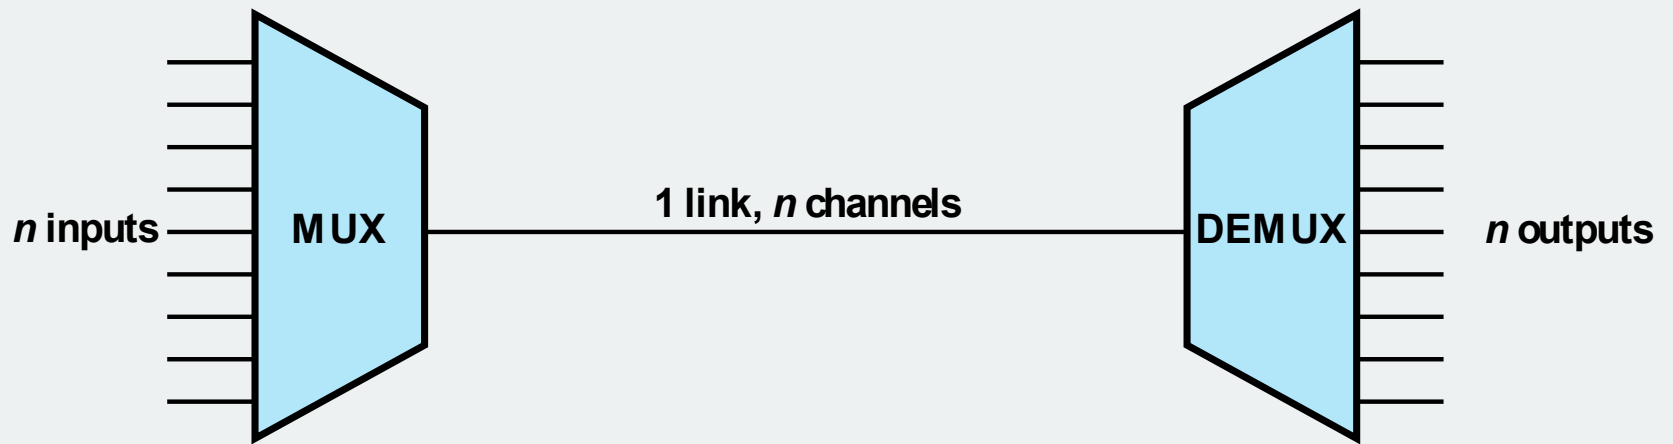 n inputs
MUX
1 link, n channels
DEMUX
n outputs